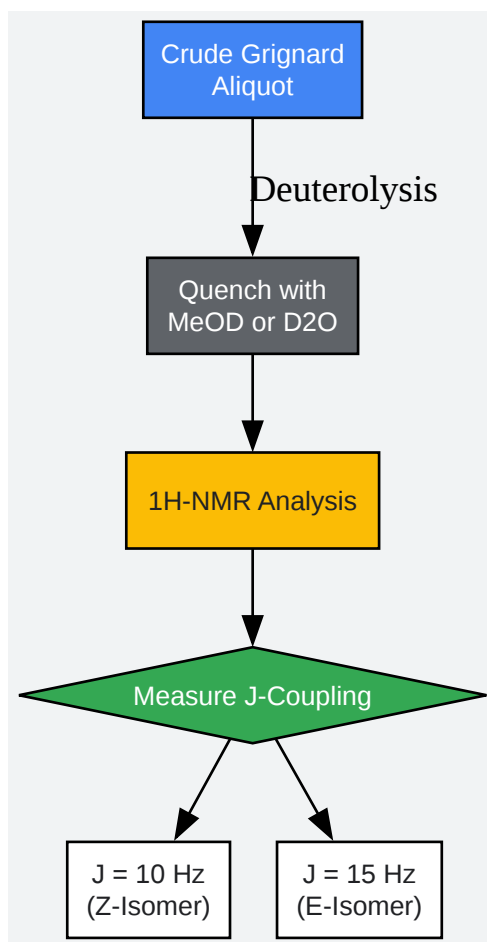 Crude Grignard
Aliquot
Deuterolysis
Quench with
MeOD or D2O
1H-NMR Analysis
Measure J-Coupling
J = 10 Hz
(Z-Isomer)
J = 15 Hz
(E-Isomer)